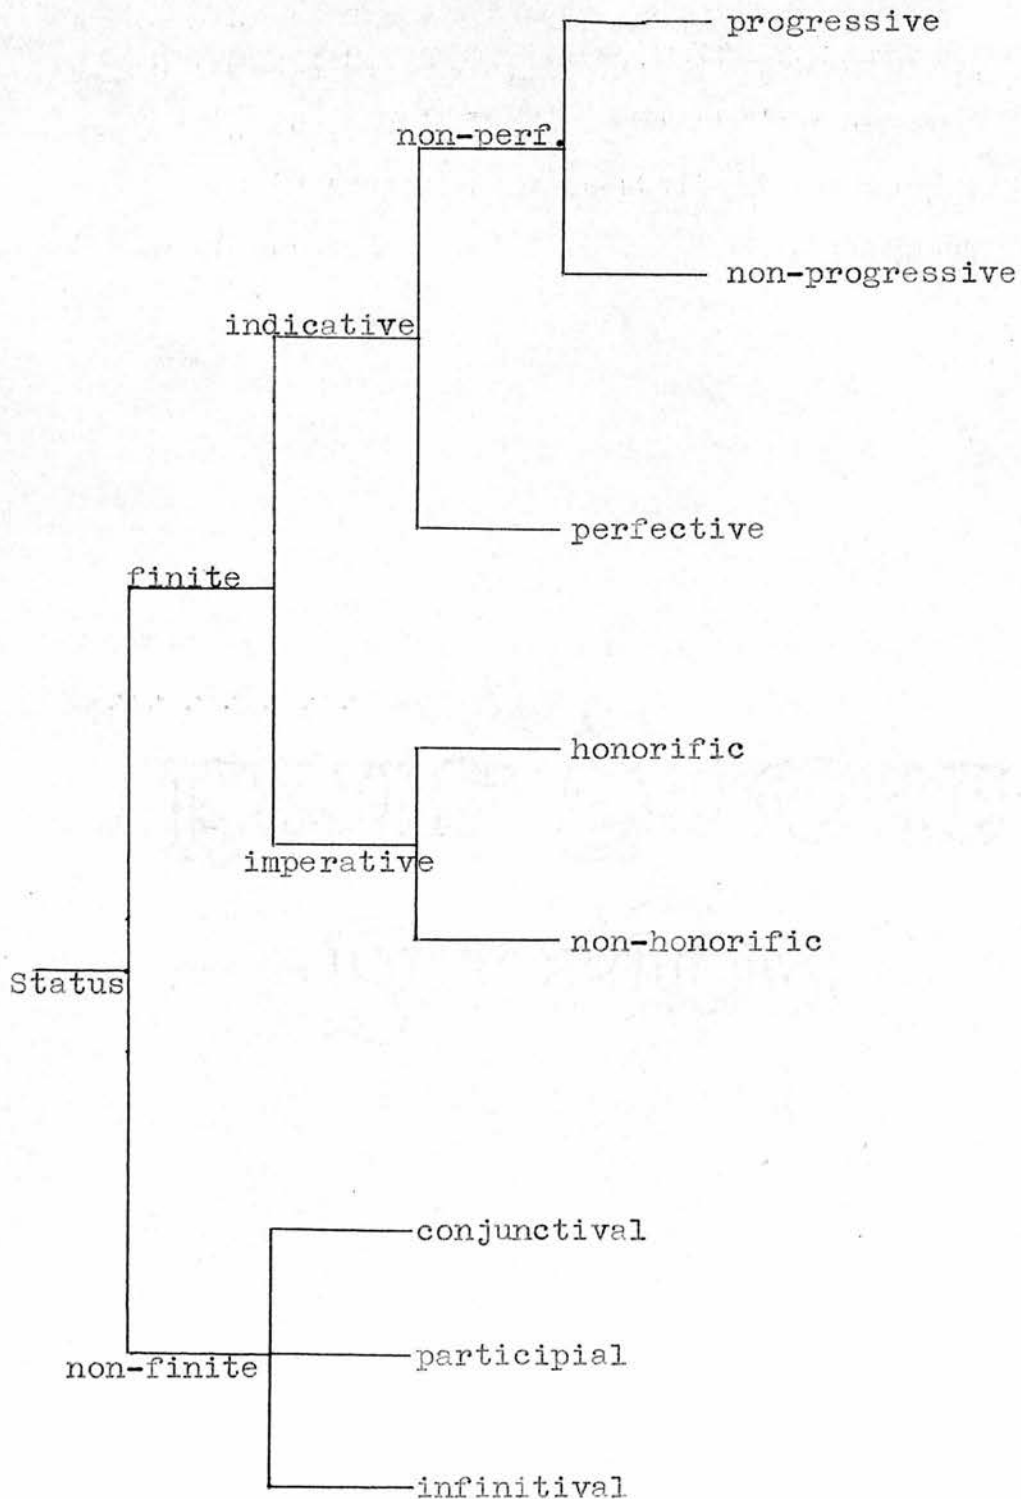 progressive
non-perf.
non-progressive
indicative
perfective
finite
honorific
imperative
non-honorific
Status
conjunctival
participial
non-finite
infinitival